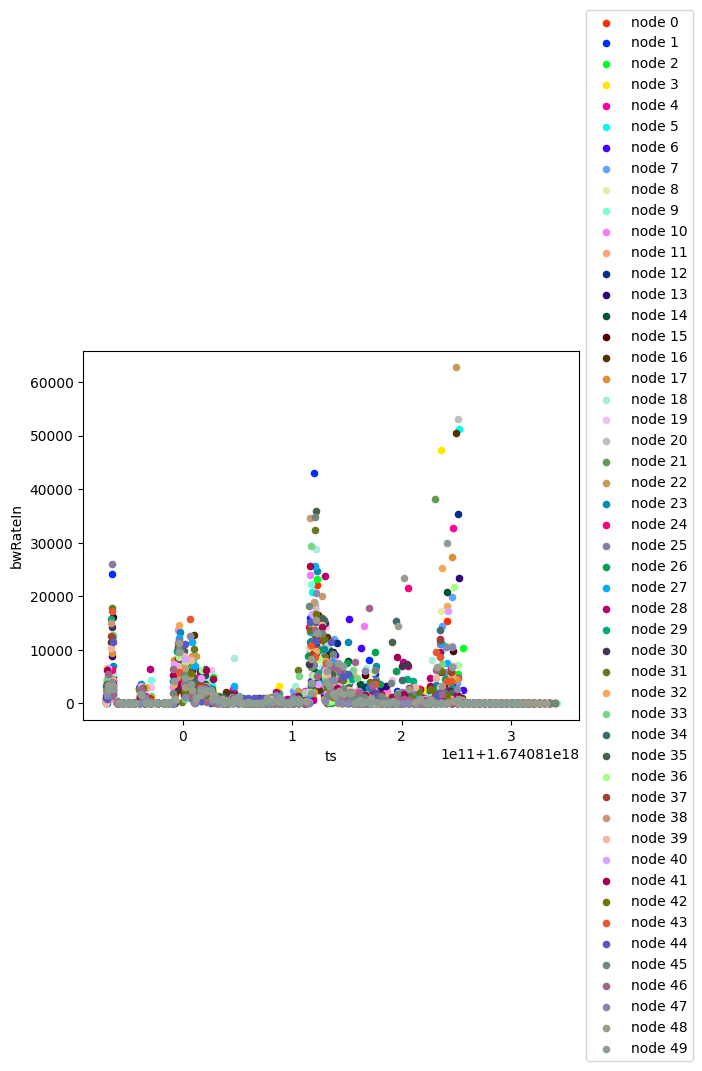 node 0
node 1
node 2
node 3
node 4
node 5
node 6
node 7
node 8
node 9
node 10
node 11
node 12
node 13
node 14
node 15
node 16
node 17
node 18
node 19
node 20
node 21
node 22
node 23
node 24
node 25
node 26
node 27
node 28
node 29
node 30
node 31
node 32
node 33
node 34
node 35
node 36
node 37
node 38
node 39
node 40
node 41
node 42
node 43
node 44
node 45
node 46
node 47
node 48
node 49
bwRateIn
60000
50000
40000
30000
20000
10000
0
0 1 2 3
ts
1e11+1.674081e18